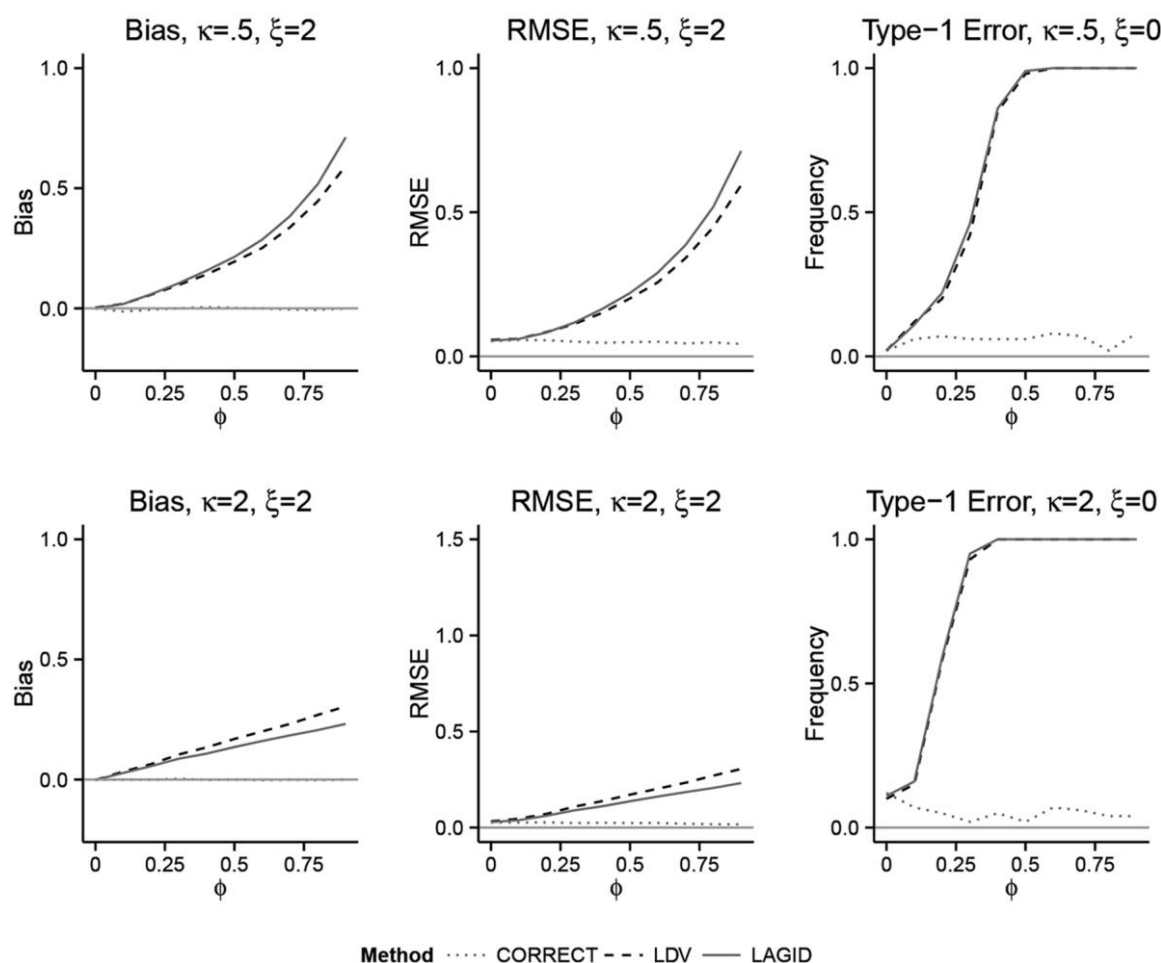 Bias, κ=.5, ξ=2
RMSE, κ=.5, ξ=2
Type−1 Error, κ=.5, ξ=0
1.0
0.5
0.0
Bias
0 0.25 0.5 0.75
ϕ
1.0
0.5
0.0
RMSE
0 0.25 0.5 0.75
ϕ
1.0
0.5
0.0
Frequency
0 0.25 0.5 0.75
ϕ
Bias, κ=2, ξ=2
RMSE, κ=2, ξ=2
Type−1 Error, κ=2, ξ=0
1.0
0.5
0.0
Bias
0 0.25 0.5 0.75
ϕ
1.5
1.0
0.5
0.0
RMSE
0 0.25 0.5 0.75
ϕ
1.0
0.5
0.0
Frequency
0 0.25 0.5 0.75
ϕ
Method CORRECT LDV LAGID